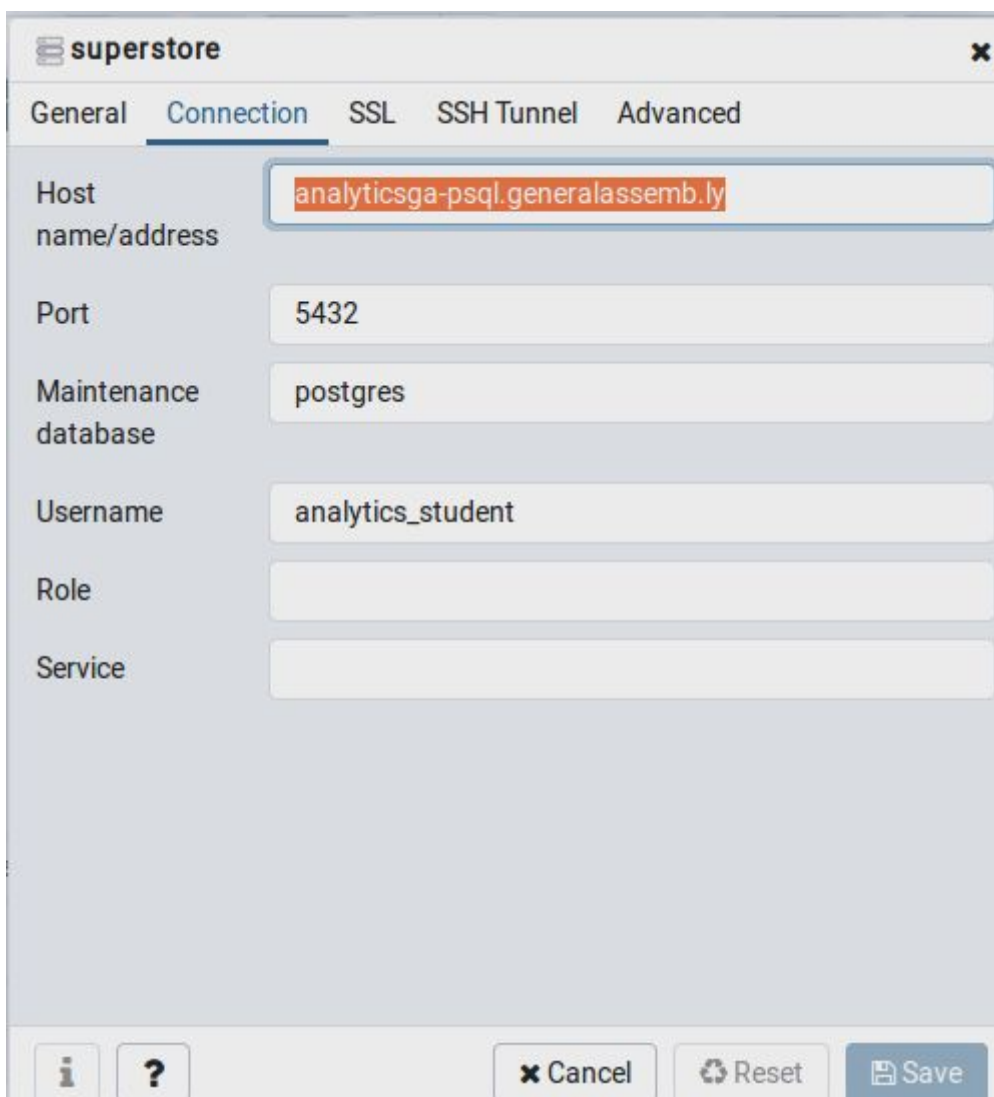 superstore
General Connection SSL SSH Tunnel Advanced
Host
name/address
analyticsga-psql.generalassemb.ly
Port
5432
Maintenance
database
postgres
Username
analytics_student
Role
Service
i ? Cancel Reset Save